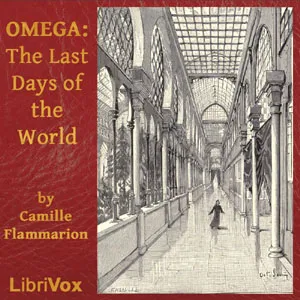 OMEGA:
The Last
Days of
the
World
by
Camille
Flammarion
LibriVox